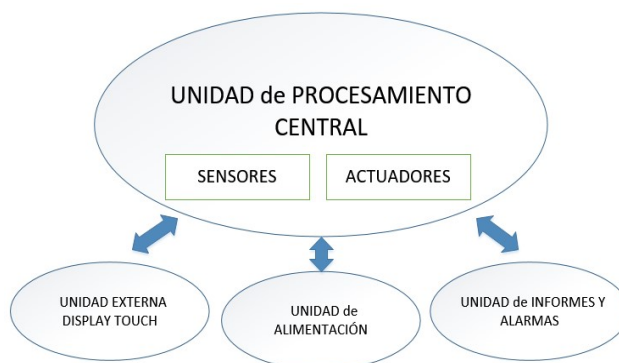 UNIDAD de PROCESAMIENTO
CENTRAL
SENSORES
ACTUADORES
UNIDAD EXTERNA
DISPLAY TOUCH
UNIDAD de
ALIMENTACIÓN
UNIDAD de INFORMES Y
ALARMAS